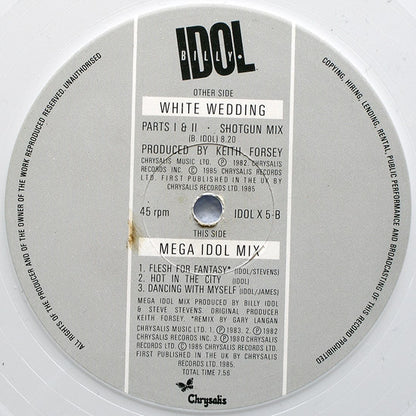 BILLY
IDOL
OTHER SIDE
WHITE WEDDING
PARTS I & II · SHOTGUN MIX
(B. IDOL) 8.20
PRODUCED BY KEITH FORSEY
CHRYSALIS MUSIC LTD. Ⓟ 1982 CHRYSALIS
RECORDS INC. © 1985 CHRYSALIS RECORDS
LTD. FIRST PUBLISHED IN UK BY
CHRYSALIS RECORDS LTD. 1985
45 rpm IDOL X 5-B
THIS SIDE
MEGA IDOL MIX
1. FLESH FOR FANTASY* (IDOL/STEVENS)
2. HOT IN THE CITY (IDOL)
3. DANCING WITH MYSELF (IDOL/JAMES)
MEGA IDOL MIX PRODUCED BY BILLY IDOL
& STEVE STEVENS ORIGINAL PRODUCER
KEITH FORSEY. *REMIX BY GARY LANGAN
CHRYSALIS MUSIC LTD. 1. Ⓟ1983. 2. Ⓟ1982
CHRYSALIS RECORDS INC. 3. Ⓟ1980 CHRYSALIS
RECORDS LTD. © 1985 CHRYSALIS RECORDS
LTD. FIRST PUBLISHED IN UK BY CHRYSALIS
RECORDS LTD. 1985
TOTAL TIME 7.56
Chrysalis
ALL RIGHTS OF THE PRODUCER AND OF THE OWNER OF THE WORK REPRODUCED RESERVED. UNAUTHORISED
COPYING, HIRING, LENDING, RENTAL PUBLIC PERFORMANCE AND BROADCASTING OF THIS RECORD PROHIBITED